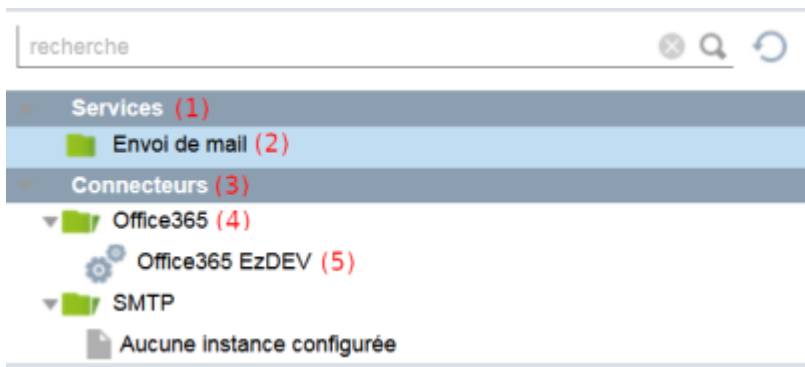 recherche
Services (1)
Envoi de mail (2)
Connecteurs (3)
Office365 (4)
Office365 EzDEV (5)
SMTP
Aucune instance configurée